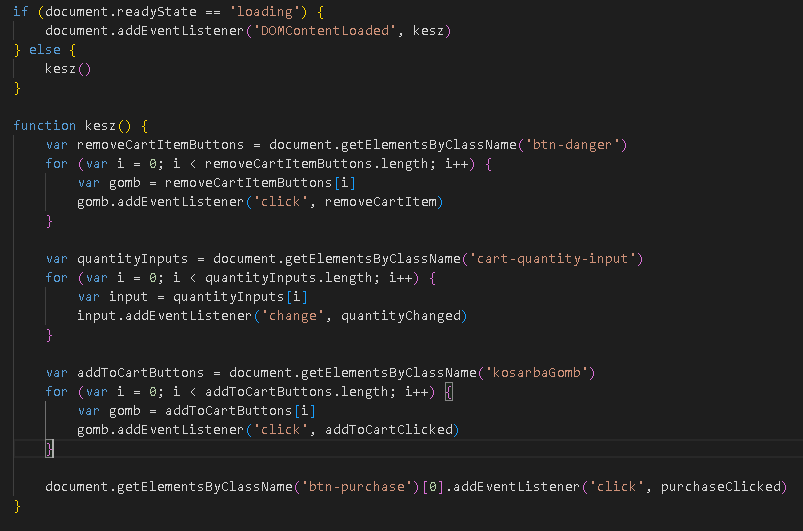 if (document.readyState == 'loading') {
    document.addEventListener('DOMContentLoaded', kesz)
} else {
    kesz()
}

function kesz() {
    var removeCartItemButtons = document.getElementsByClassName('btn-danger')
    for (var i = 0; i < removeCartItemButtons.length; i++) {
        var gomb = removeCartItemButtons[i]
        gomb.addEventListener('click', removeCartItem)
    }

    var quantityInputs = document.getElementsByClassName('cart-quantity-input')
    for (var i = 0; i < quantityInputs.length; i++) {
        var input = quantityInputs[i]
        input.addEventListener('change', quantityChanged)
    }

    var addToCartButtons = document.getElementsByClassName('kosarbaGomb')
    for (var i = 0; i < addToCartButtons.length; i++) {
        var gomb = addToCartButtons[i]
        gomb.addEventListener('click', addToCartClicked)
    }

    document.getElementsByClassName('btn-purchase')[0].addEventListener('click', purchaseClicked)
}